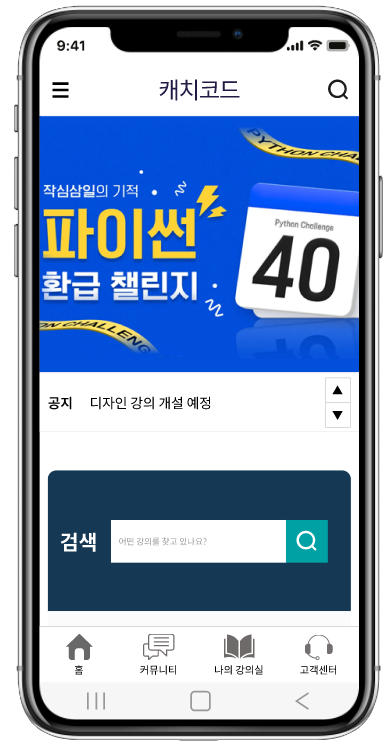 9:41
캐치코드
PYTHON CHA
작심삼일의 기적
파이썬
환급 챌린지
Python Challenge
40
ON CHALLENG
공지 디자인 강의 개설 예정
검색 어떤 강의를 찾고 있나요?
홈 커뮤니티 나의 강의실 고객센터